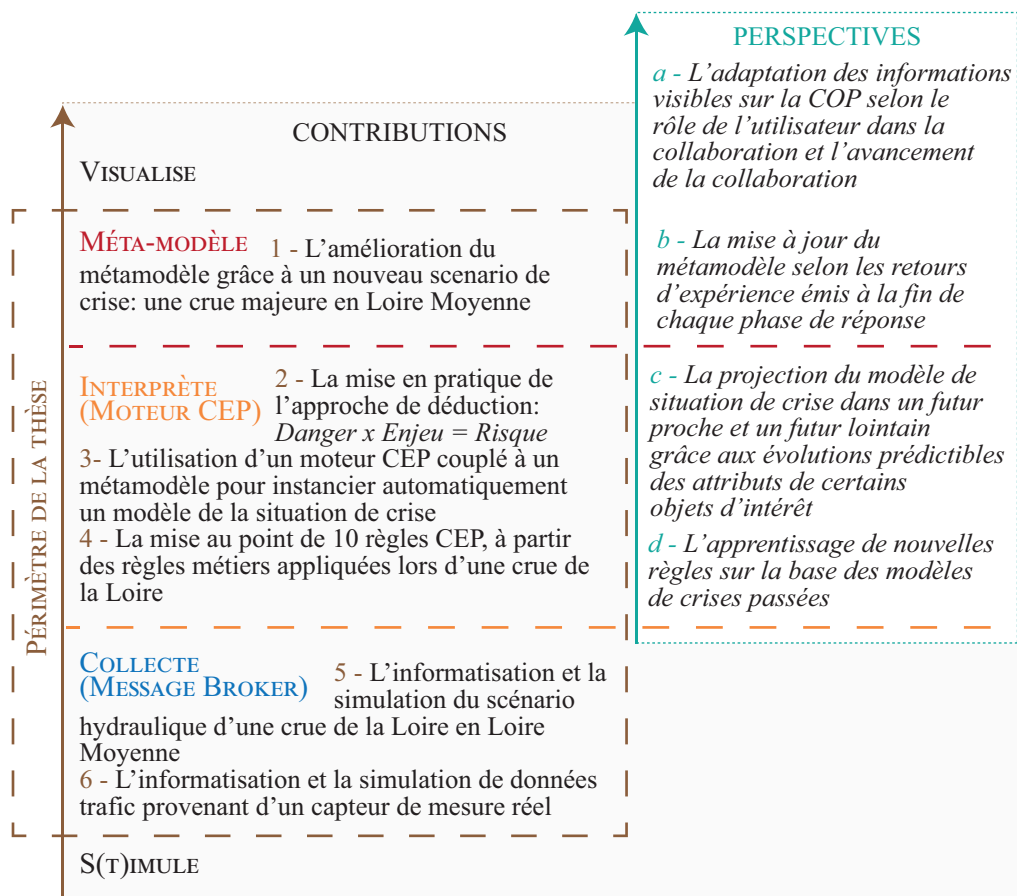 CONTRIBUTIONS
VISUALISE
PÉRIMÈTRE DE LA THÈSE
MÉTA-MODÈLE 1 - L'amélioration du
métamodèle grâce à un nouveau scenario de
crise: une crue majeure en Loire Moyenne
INTERPRÈTE
(MOTEUR CEP)
2 - La mise en pratique de
l'approche de déduction:
Danger x Enjeu = Risque
3- L'utilisation d'un moteur CEP couplé à un
métamodèle pour instancier automatiquement
un modèle de la situation de crise
4 - La mise au point de 10 règles CEP, à partir
des règles métiers appliquées lors d'une crue de
la Loire
COLLECTE
(MESSAGE BROKER)
5 - L'informatisation et la
simulation du scénario
hydraulique d'une crue de la Loire en Loire
Moyenne
6 - L'informatisation et la simulation de données
trafic provenant d'un capteur de mesure réel
S(T)IMULE
PERSPECTIVES
a - L'adaptation des informations
visibles sur la COP selon le
rôle de l'utilisateur dans la
collaboration et l'avancement
de la collaboration
b - La mise à jour du
métamodèle selon les retours
d'expérience émis à la fin de
chaque phase de réponse
c - La projection du modèle de
situation de crise dans un futur
proche et un futur lointain
grâce aux évolutions prédictibles
des attributs de certains
objets d'intérêt
d - L'apprentissage de nouvelles
règles sur la base des modèles
de crises passées